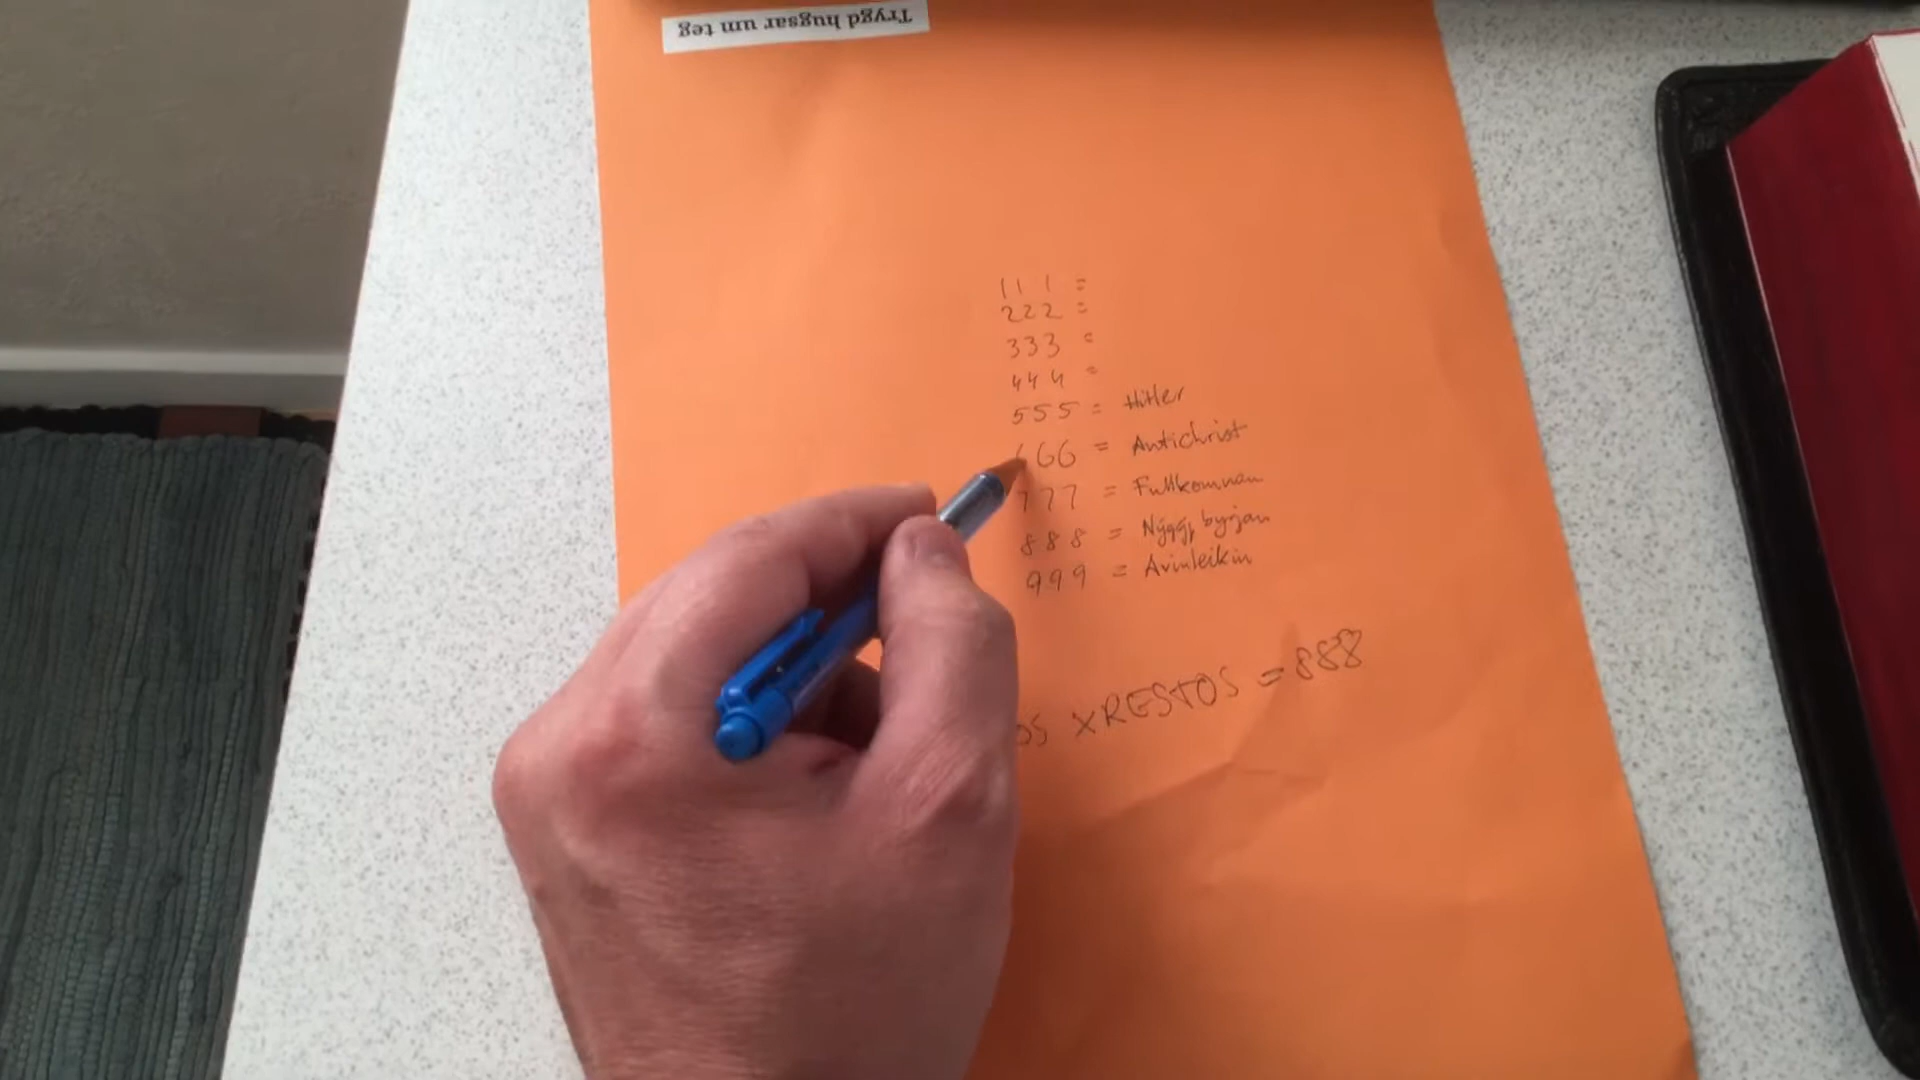 Trygd hugsar um teg
111 =
222 =
333 =
444 =
555 = Hitler
666 = Antichrist
777 = Fullkomnan
888 = Nýggj byrjan
999 = Ævinleikin
OS XRESTOS = 888